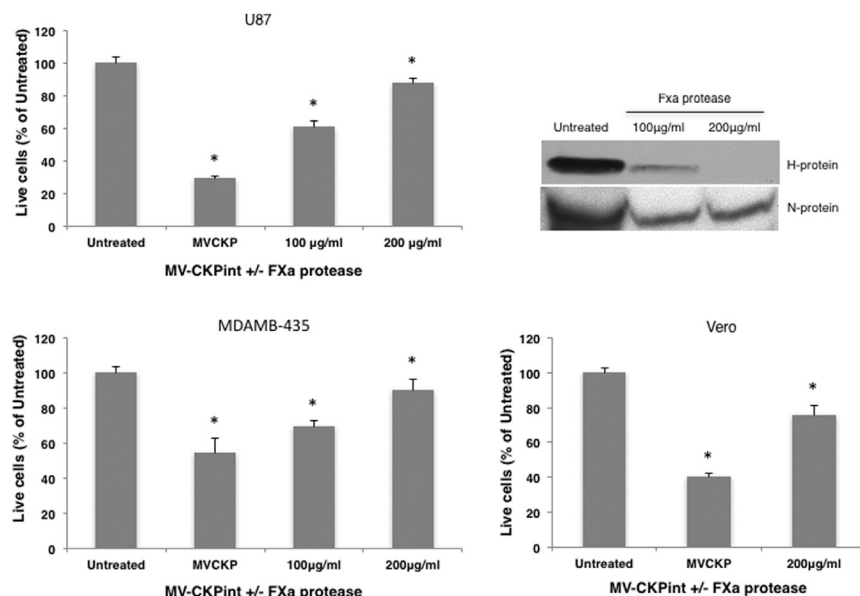 U87
Live cells (% of Untreated)
120
100
80
60
40
20
0
*
*
*
Untreated
MVCKP
100 µg/ml
200 µg/ml
MV-CKPint +/- FXa protease
Fxa protease
Untreated
100µg/ml
200µg/ml
H-protein
N-protein
MDAMB-435
Live cells (% of Untreated)
120
100
80
60
40
20
0
*
*
*
Untreated
MVCKP
100µg/ml
200µg/ml
MV-CKPint +/- FXa protease
Vero
Live cells (% of Untreated)
120
100
80
60
40
20
0
*
*
Untreated
MVCKP
200µg/ml
MV-CKPint +/- FXa protease